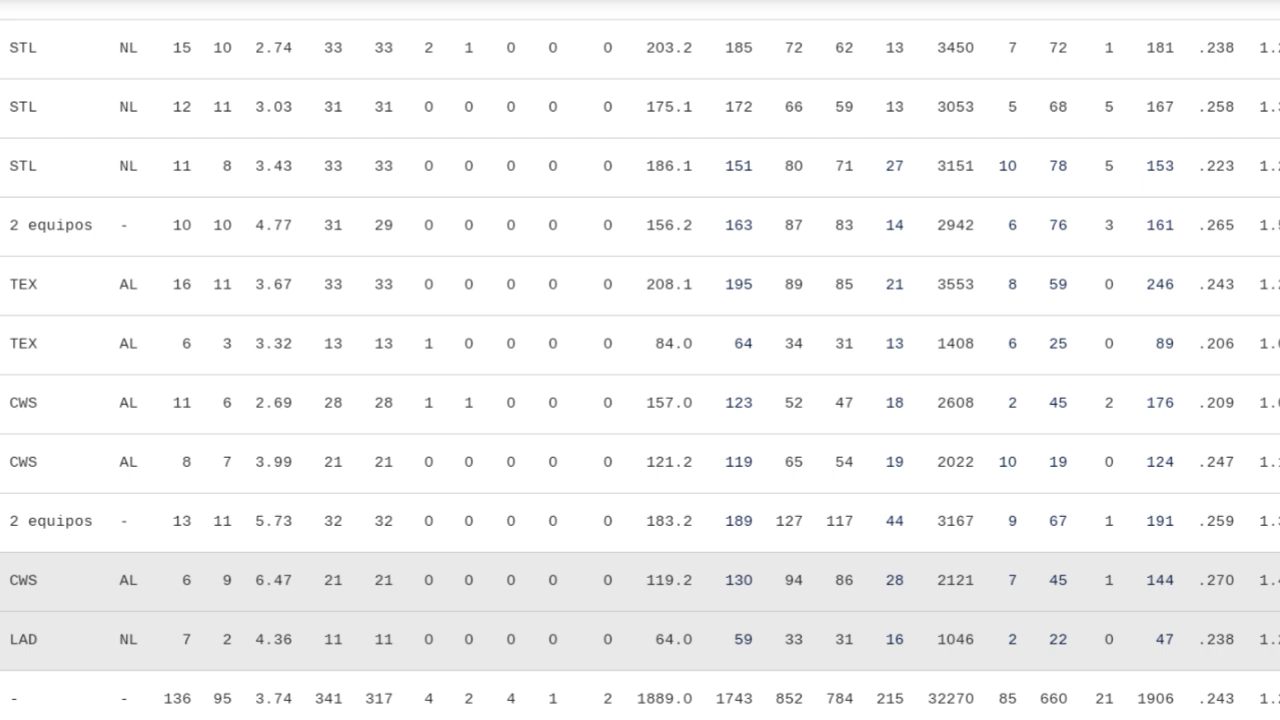 STL NL 15 10 2.74 33 33 2 1 0 0 0 203.2 185 72 62 13 3450 7 72 1 181 .238
STL NL 12 11 3.03 31 31 0 0 0 0 0 175.1 172 66 59 13 3053 5 68 5 167 .258
STL NL 11 8 3.43 33 33 0 0 0 0 0 186.1 151 80 71 27 3151 10 78 5 153 .223
2 equipos - 10 10 4.77 31 29 0 0 0 0 0 156.2 163 87 83 14 2942 6 76 3 161 .265
TEX AL 16 11 3.67 33 33 0 0 0 0 0 208.1 195 89 85 21 3553 8 59 0 246 .243
TEX AL 6 3 3.32 13 13 1 0 0 0 0 84.0 64 34 31 13 1408 6 25 0 89 .206
CWS AL 11 6 2.69 28 28 1 1 0 0 0 157.0 123 52 47 18 2608 2 45 2 176 .209
CWS AL 8 7 3.99 21 21 0 0 0 0 0 121.2 119 65 54 19 2022 10 19 0 124 .247
2 equipos - 13 11 5.73 32 32 0 0 0 0 0 183.2 189 127 117 44 3167 9 67 1 191 .259
CWS AL 6 9 6.47 21 21 0 0 0 0 0 119.2 130 94 86 28 2121 7 45 1 144 .270
LAD NL 7 2 4.36 11 11 0 0 0 0 0 64.0 59 33 31 16 1046 2 22 0 47 .238
- - 136 95 3.74 341 317 4 2 4 1 2 1889.0 1743 852 784 215 32270 85 660 21 1906 .243